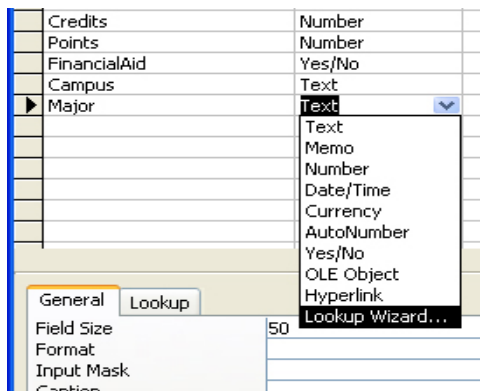 Credits Number
Points Number
FinancialAid Yes/No
Campus Text
Major Text
Text
Memo
Number
Date/Time
Currency
AutoNumber
Yes/No
OLE Object
Hyperlink
Lookup Wizard...
General Lookup
Field Size 50
Format
Input Mask
Caption